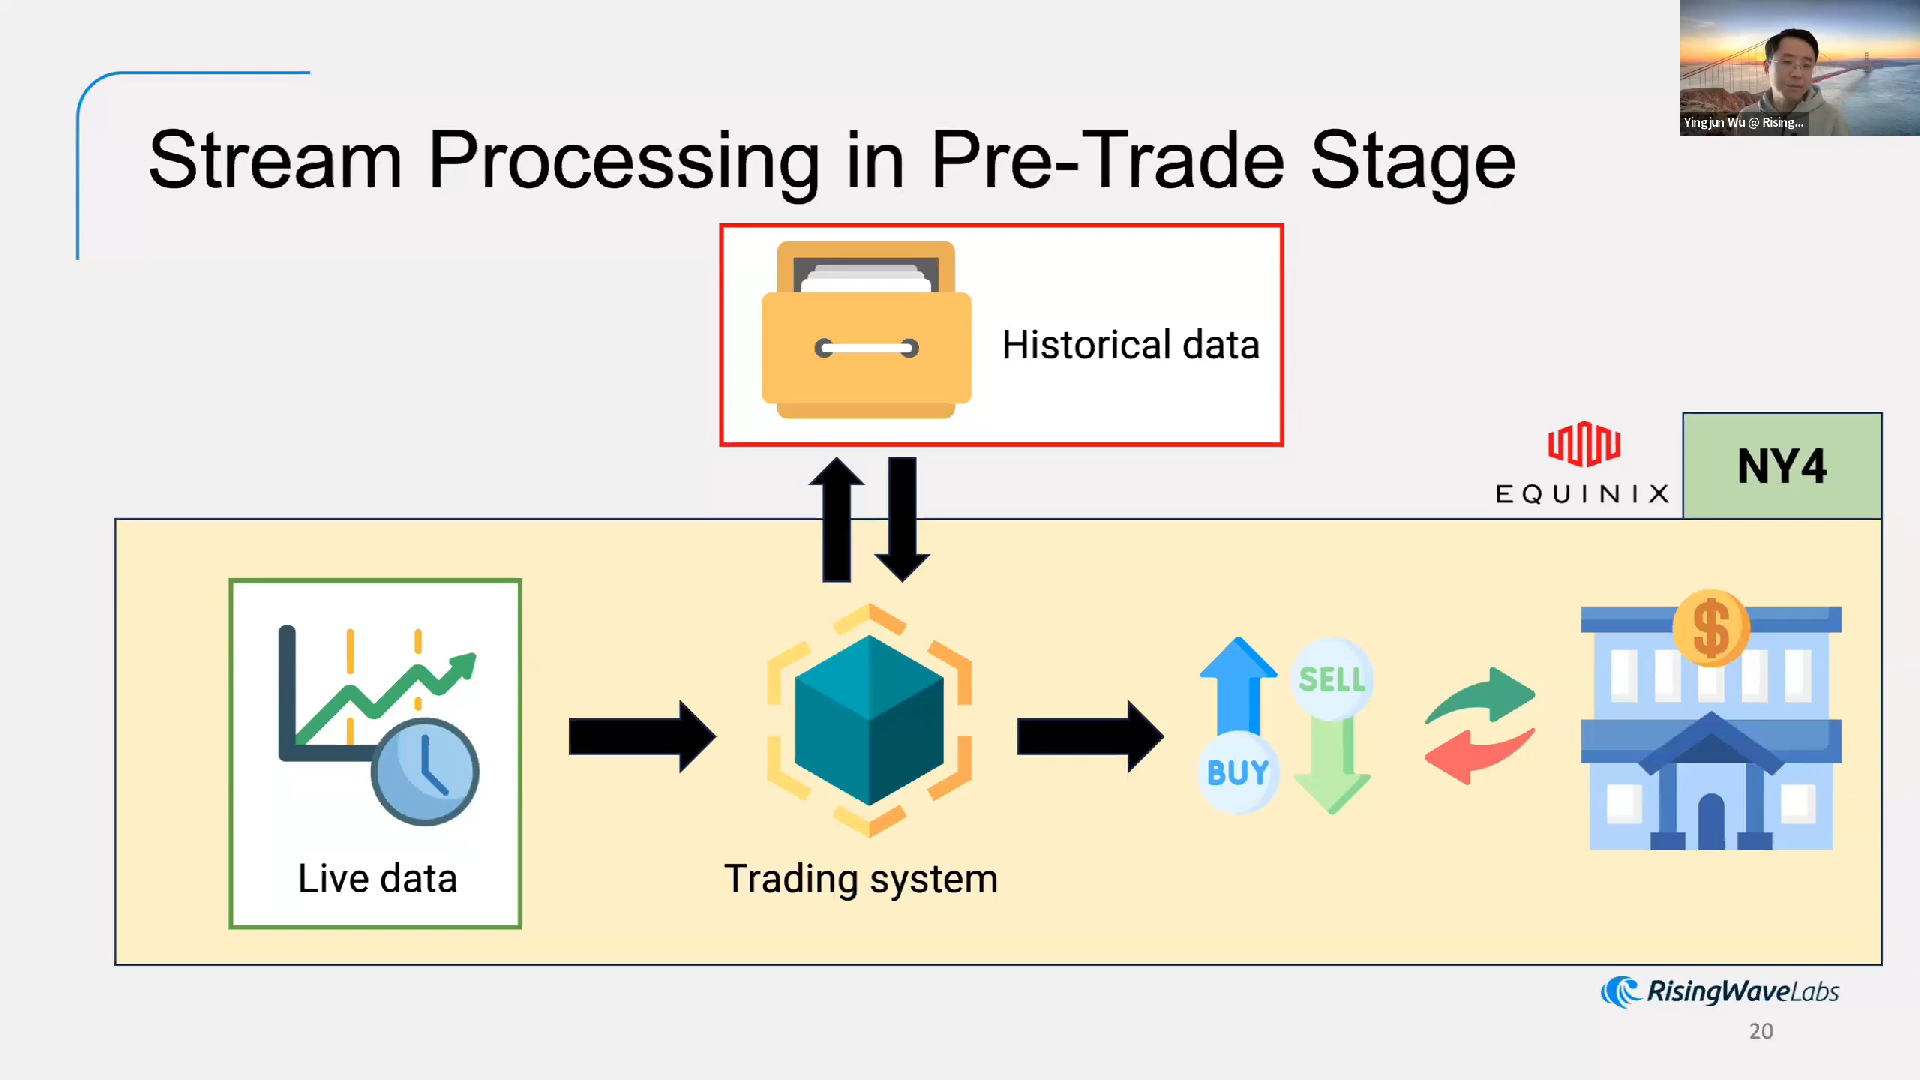 Yingjun Wu @ Rising...
Stream Processing in Pre-Trade Stage
Historical data
EQUINIX
NY4
$
SELL
BUY
Live data
Trading system
RisingWaveLabs
20